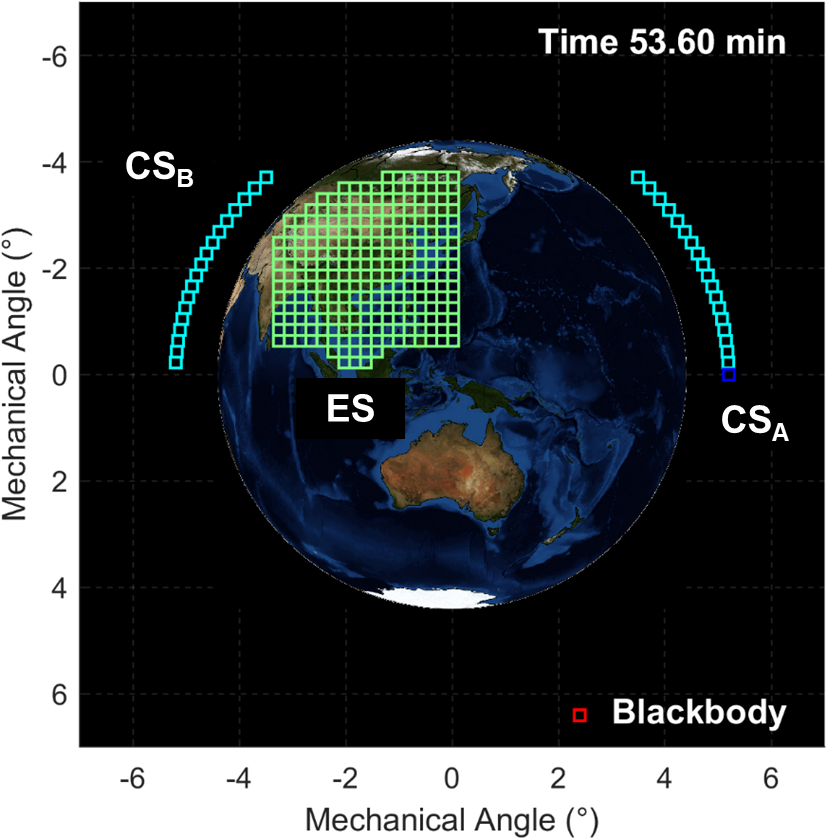 Time 53.60 min
-6
-4
CSB
-2
0
ES
CSA
2
4
6
Blackbody
-6 -4 -2 0 2 4 6
Mechanical Angle (°)
Mechanical Angle (°)